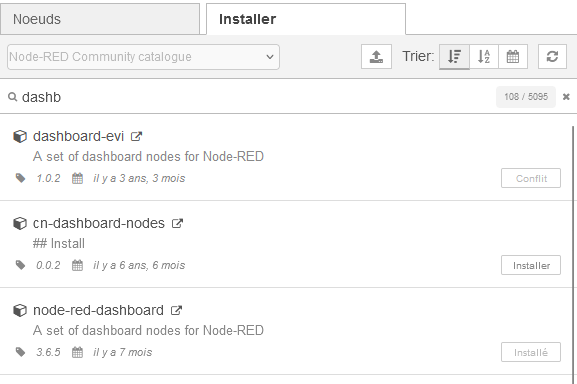 Noeuds
Installer
Node-RED Community catalogue
Trier:
dashb
108 / 5095
dashboard-evi
A set of dashboard nodes for Node-RED
1.0.2 il y a 3 ans, 3 mois
Conflit
cn-dashboard-nodes
## Install
0.0.2 il y a 6 ans, 6 mois
Installer
node-red-dashboard
A set of dashboard nodes for Node-RED
3.6.5 il y a 7 mois
Installé